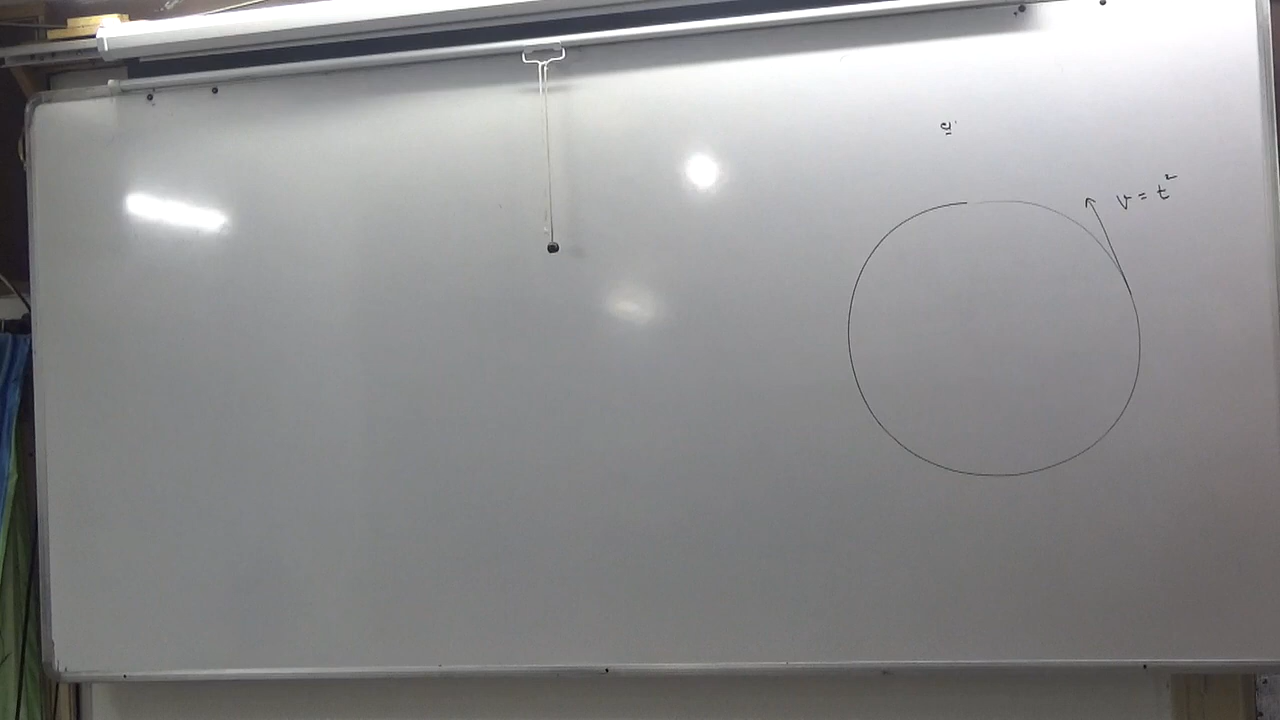 v = t²